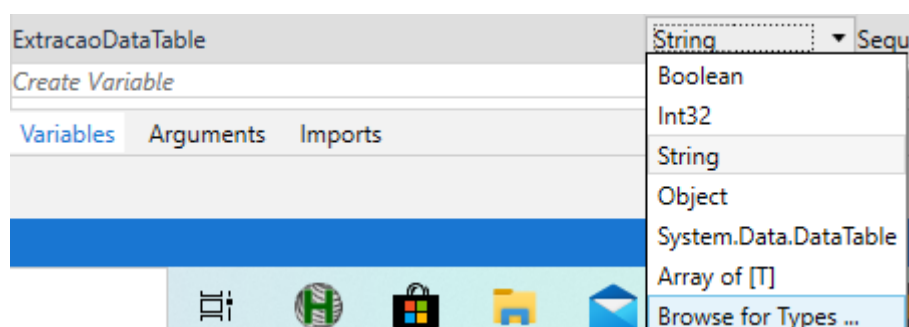 ExtracaoDataTable String Sequ
Create Variable Boolean
Int32
Variables Arguments Imports
String
Object
System.Data.DataTable
Array of [T]
Browse for Types ...